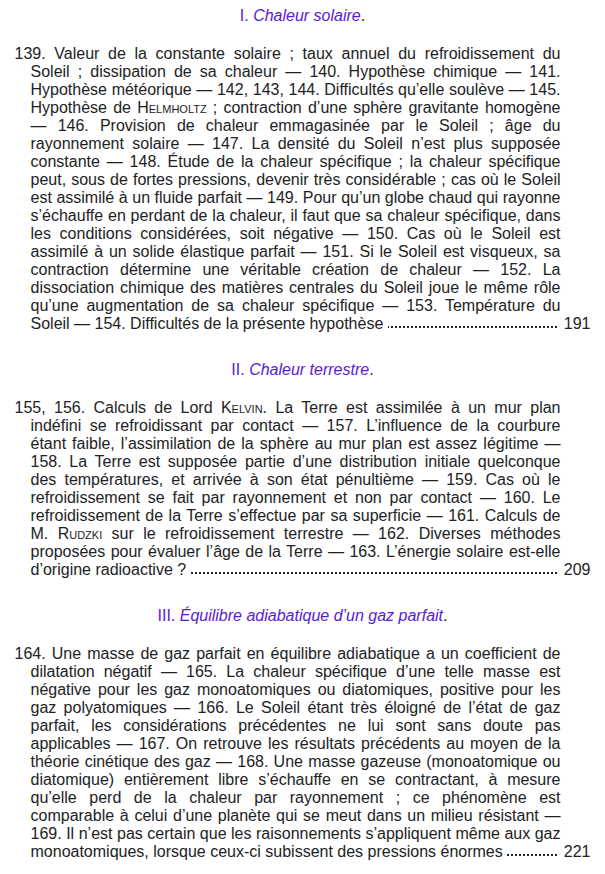 I. Chaleur solaire.
139. Valeur de la constante solaire ; taux annuel du refroidissement du
Soleil ; dissipation de sa chaleur — 140. Hypothèse chimique — 141.
Hypothèse météorique — 142, 143, 144. Difficultés qu’elle soulève — 145.
Hypothèse de Helmholtz ; contraction d’une sphère gravitante homogène
— 146. Provision de chaleur emmagasinée par le Soleil ; âge du
rayonnement solaire — 147. La densité du Soleil n’est plus supposée
constante — 148. Étude de la chaleur spécifique ; la chaleur spécifique
peut, sous de fortes pressions, devenir très considérable ; cas où le Soleil
est assimilé à un fluide parfait — 149. Pour qu’un globe chaud qui rayonne
s’échauffe en perdant de la chaleur, il faut que sa chaleur spécifique, dans
les conditions considérées, soit négative — 150. Cas où le Soleil est
assimilé à un solide élastique parfait — 151. Si le Soleil est visqueux, sa
contraction détermine une véritable création de chaleur — 152. La
dissociation chimique des matières centrales du Soleil joue le même rôle
qu’une augmentation de sa chaleur spécifique — 153. Température du
Soleil — 154. Difficultés de la présente hypothèse 191
II. Chaleur terrestre.
155, 156. Calculs de Lord Kelvin. La Terre est assimilée à un mur plan
indéfini se refroidissant par contact — 157. L’influence de la courbure
étant faible, l’assimilation de la sphère au mur plan est assez légitime —
158. La Terre est supposée partie d’une distribution initiale quelconque
des températures, et arrivée à son état pénultième — 159. Cas où le
refroidissement se fait par rayonnement et non par contact — 160. Le
refroidissement de la Terre s’effectue par sa superficie — 161. Calculs de
M. Rudzki sur le refroidissement terrestre — 162. Diverses méthodes
proposées pour évaluer l’âge de la Terre — 163. L’énergie solaire est-elle
d’origine radioactive ? 209
III. Équilibre adiabatique d’un gaz parfait.
164. Une masse de gaz parfait en équilibre adiabatique a un coefficient de
dilatation négatif — 165. La chaleur spécifique d’une telle masse est
négative pour les gaz monoatomiques ou diatomiques, positive pour les
gaz polyatomiques — 166. Le Soleil étant très éloigné de l’état de gaz
parfait, les considérations précédentes ne lui sont sans doute pas
applicables — 167. On retrouve les résultats précédents au moyen de la
théorie cinétique des gaz — 168. Une masse gazeuse (monoatomique ou
diatomique) entièrement libre s’échauffe en se contractant, à mesure
qu’elle perd de la chaleur par rayonnement ; ce phénomène est
comparable à celui d’une planète qui se meut dans un milieu résistant —
169. Il n’est pas certain que les raisonnements s’appliquent même aux gaz
monoatomiques, lorsque ceux-ci subissent des pressions énormes 221